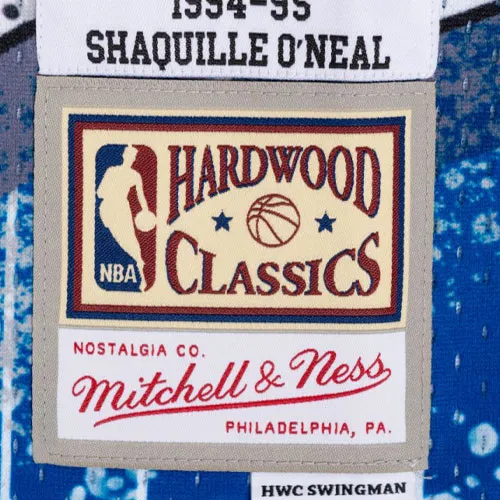 1994-95
SHAQUILLE O'NEAL
HARDWOOD
CLASSICS
NBA
NOSTALGIA CO.
Mitchell & Ness
PHILADELPHIA, PA.
HWC SWINGMAN